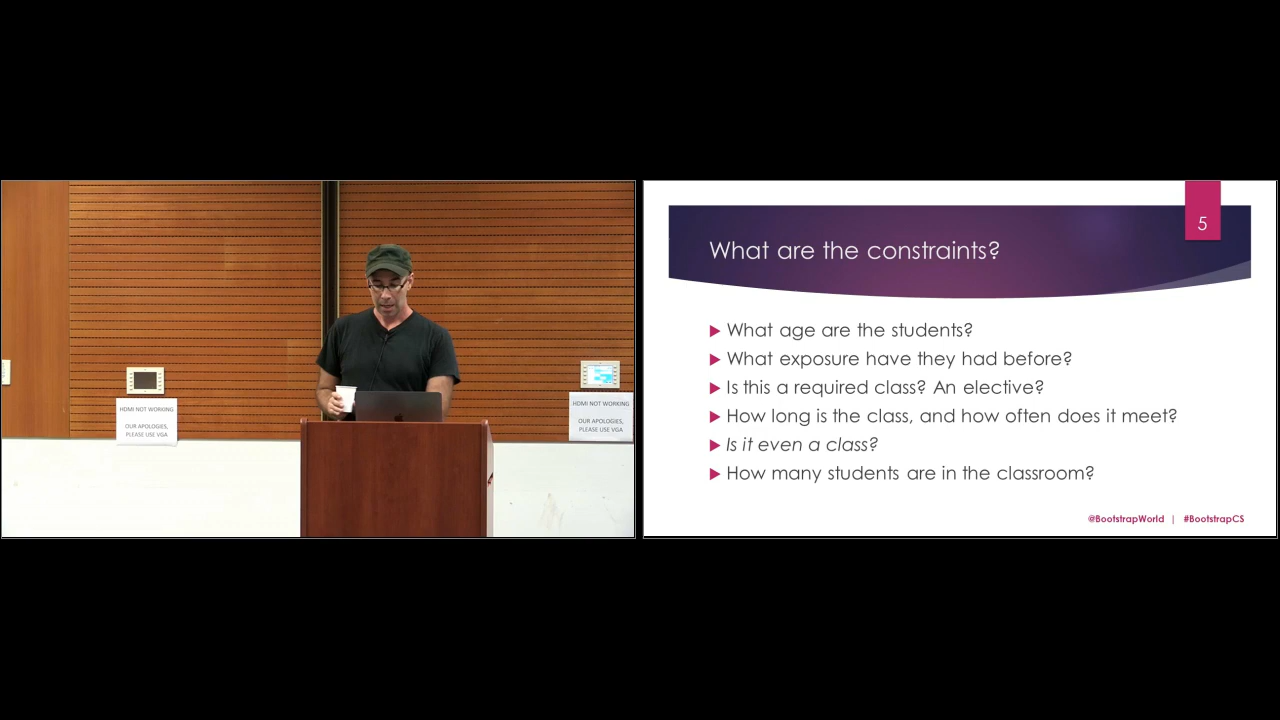 HDMI NOT WORKING
OUR APOLOGIES,
PLEASE USE VGA
HDMI NOT WORKING
OUR APOLOGIES,
PLEASE USE VGA
5
What are the constraints?
What age are the students?
What exposure have they had before?
Is this a required class? An elective?
How long is the class, and how often does it meet?
Is it even a class?
How many students are in the classroom?
@BootstrapWorld | #BootstrapCS